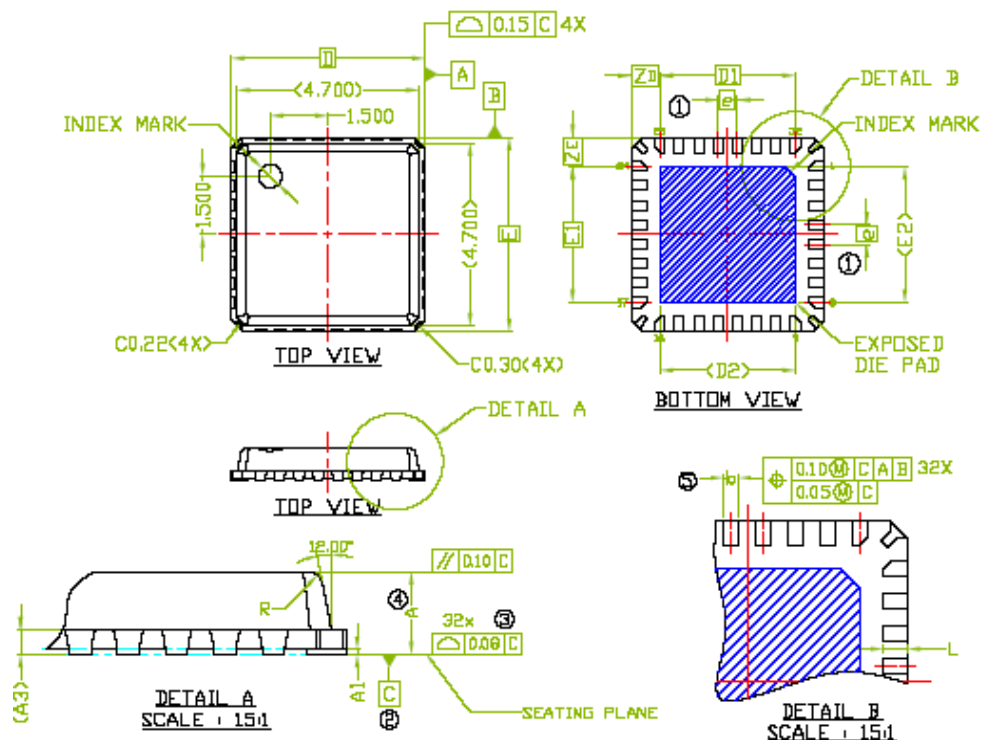 0.15 C 4X
D
A
(4.700)
B
1.500
INDEX MARK
1.500
(4.700)
E
C0.22(4X)
C0.30(4X)
TOP VIEW
ZD
D1
DETAIL B
①
e
INDEX MARK
ZE
E1
e
(E2)
①
(D2)
EXPOSED
DIE PAD
BOTTOM VIEW
DETAIL A
TOP VIEW
12.00°
// 0.10 C
R
④
A
32x
③
0.08 C
(A3)
A1
C
②
SEATING PLANE
DETAIL A
SCALE : 15:1
⑤
b
0.10 Ⓜ C A B 32X
0.05 Ⓜ C
L
DETAIL B
SCALE : 15:1